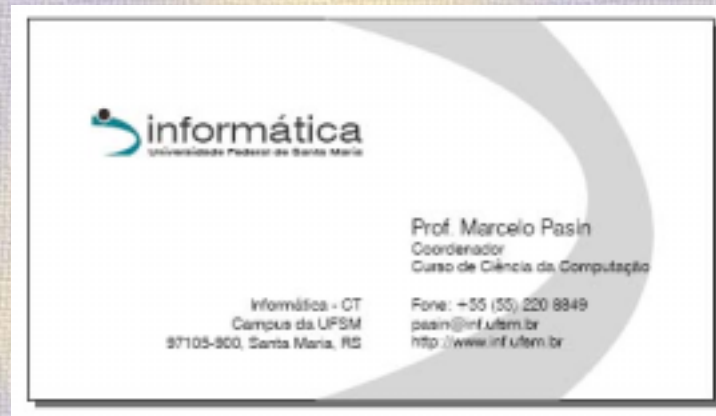 informática
Universidade Federal de Santa Maria
Prof. Marcelo Pasin
Coordenador
Curso de Ciência da Computação
Informática - CT
Campus da UFSM
97105-900, Santa Maria, RS
Fone: +55 (55) 220 8849
pasin@inf.ufsm.br
http://www.inf.ufsm.br